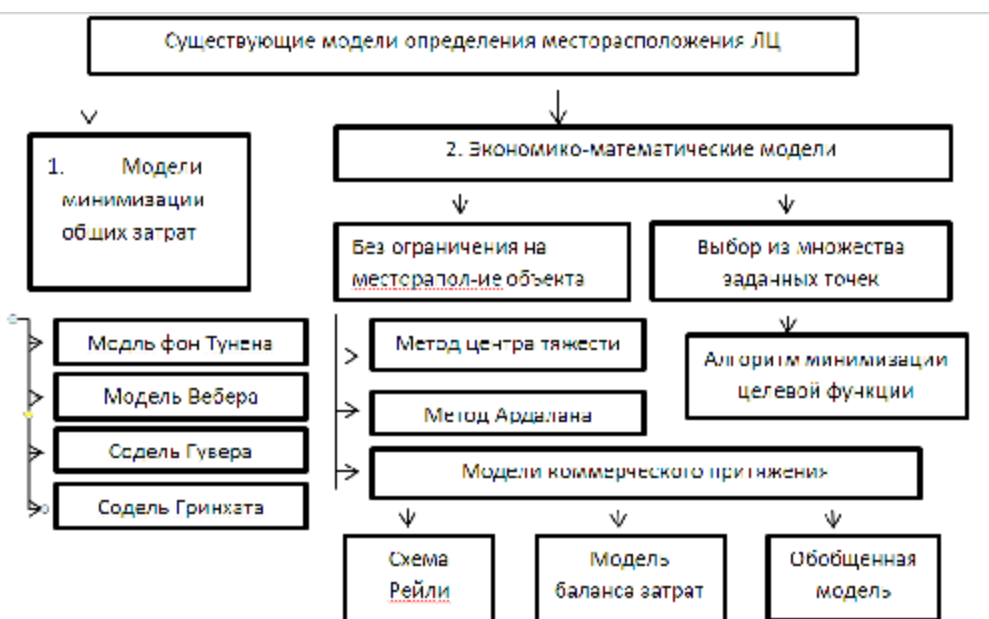 Существующие модели определения месторасположения ЛЦ
1. Модели
минимизации
общих затрат
2. Экономико-математические модели
Без ограничения на
месторапол-ие объекта
Выбор из множества
заданных точек
Модль фон Тунена
Модель Вебера
Содель Гувера
Содель Гринхата
Метод центра тяжести
Метод Ардалана
Модели коммерческого притяжения
Алгоритм минимизации
целевой функции
Схема
Рейли
Модель
баланса затрат
Обобщенная
модель